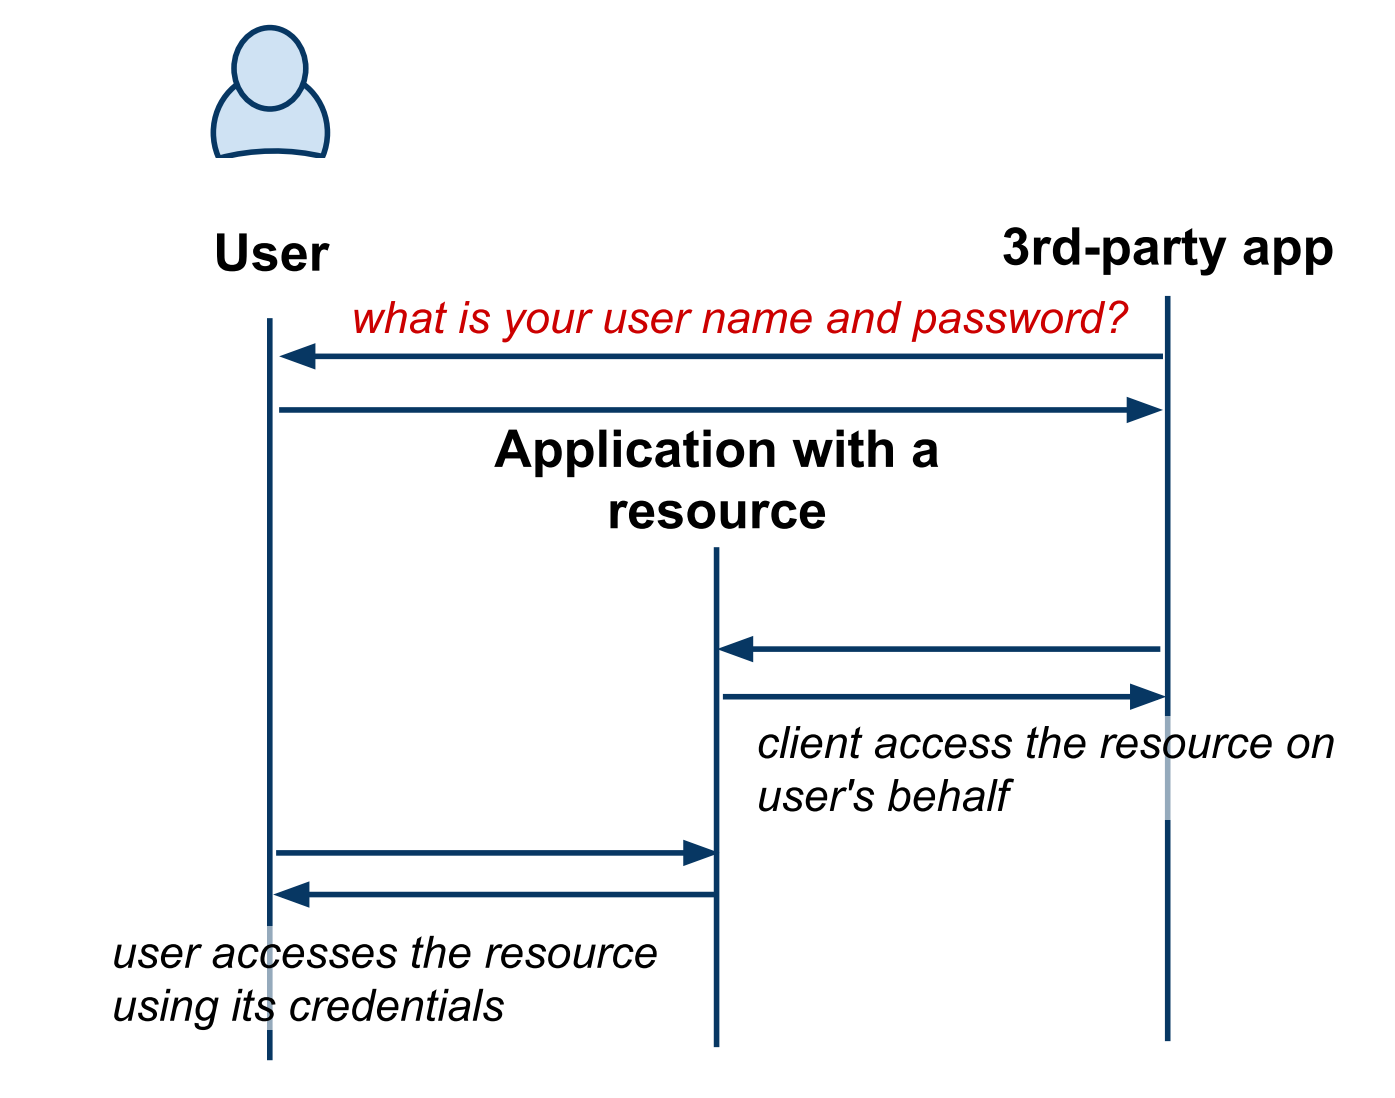 User
3rd-party app
what is your user name and password?
Application with a
resource
client access the resource on
user's behalf
user accesses the resource
using its credentials